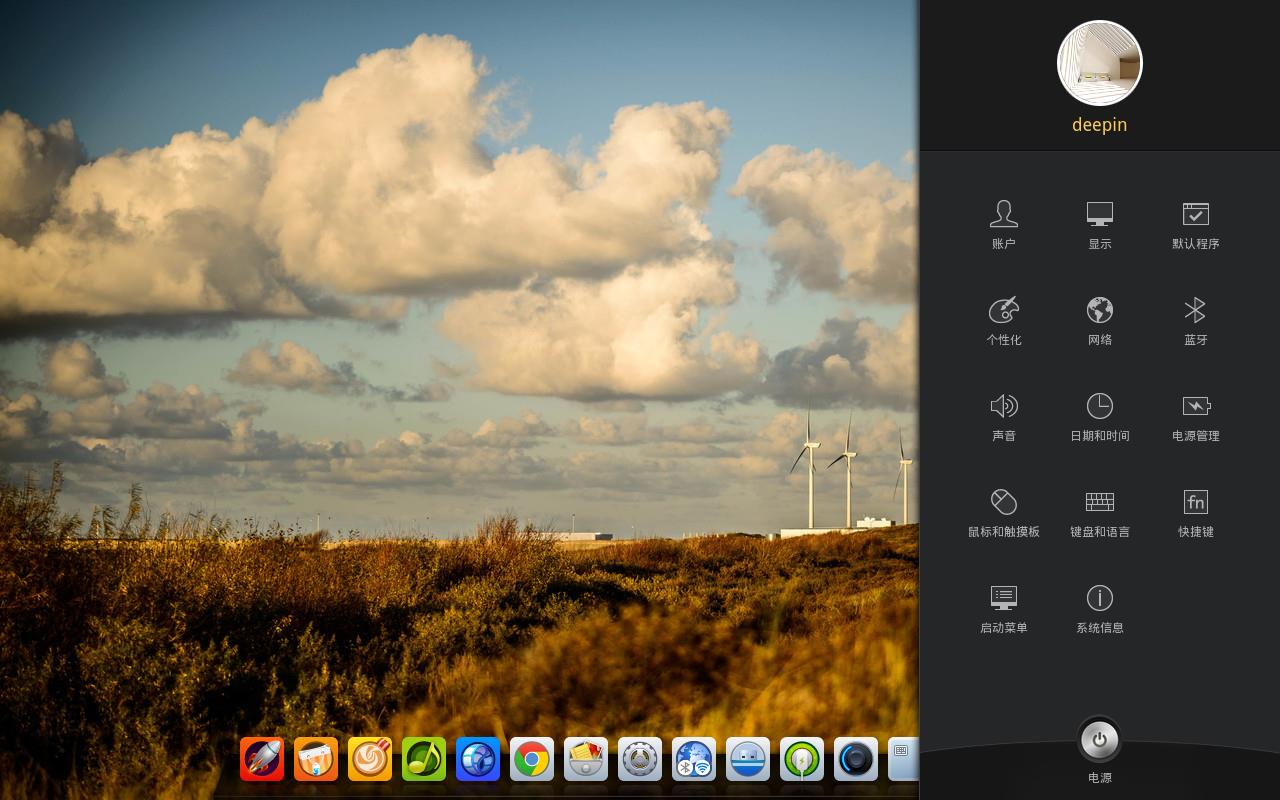 deepin
账户
显示
默认程序
个性化
网络
蓝牙
声音
日期和时间
电源管理
鼠标和触摸板
键盘和语言
fn
快捷键
启动菜单
系统信息
电源